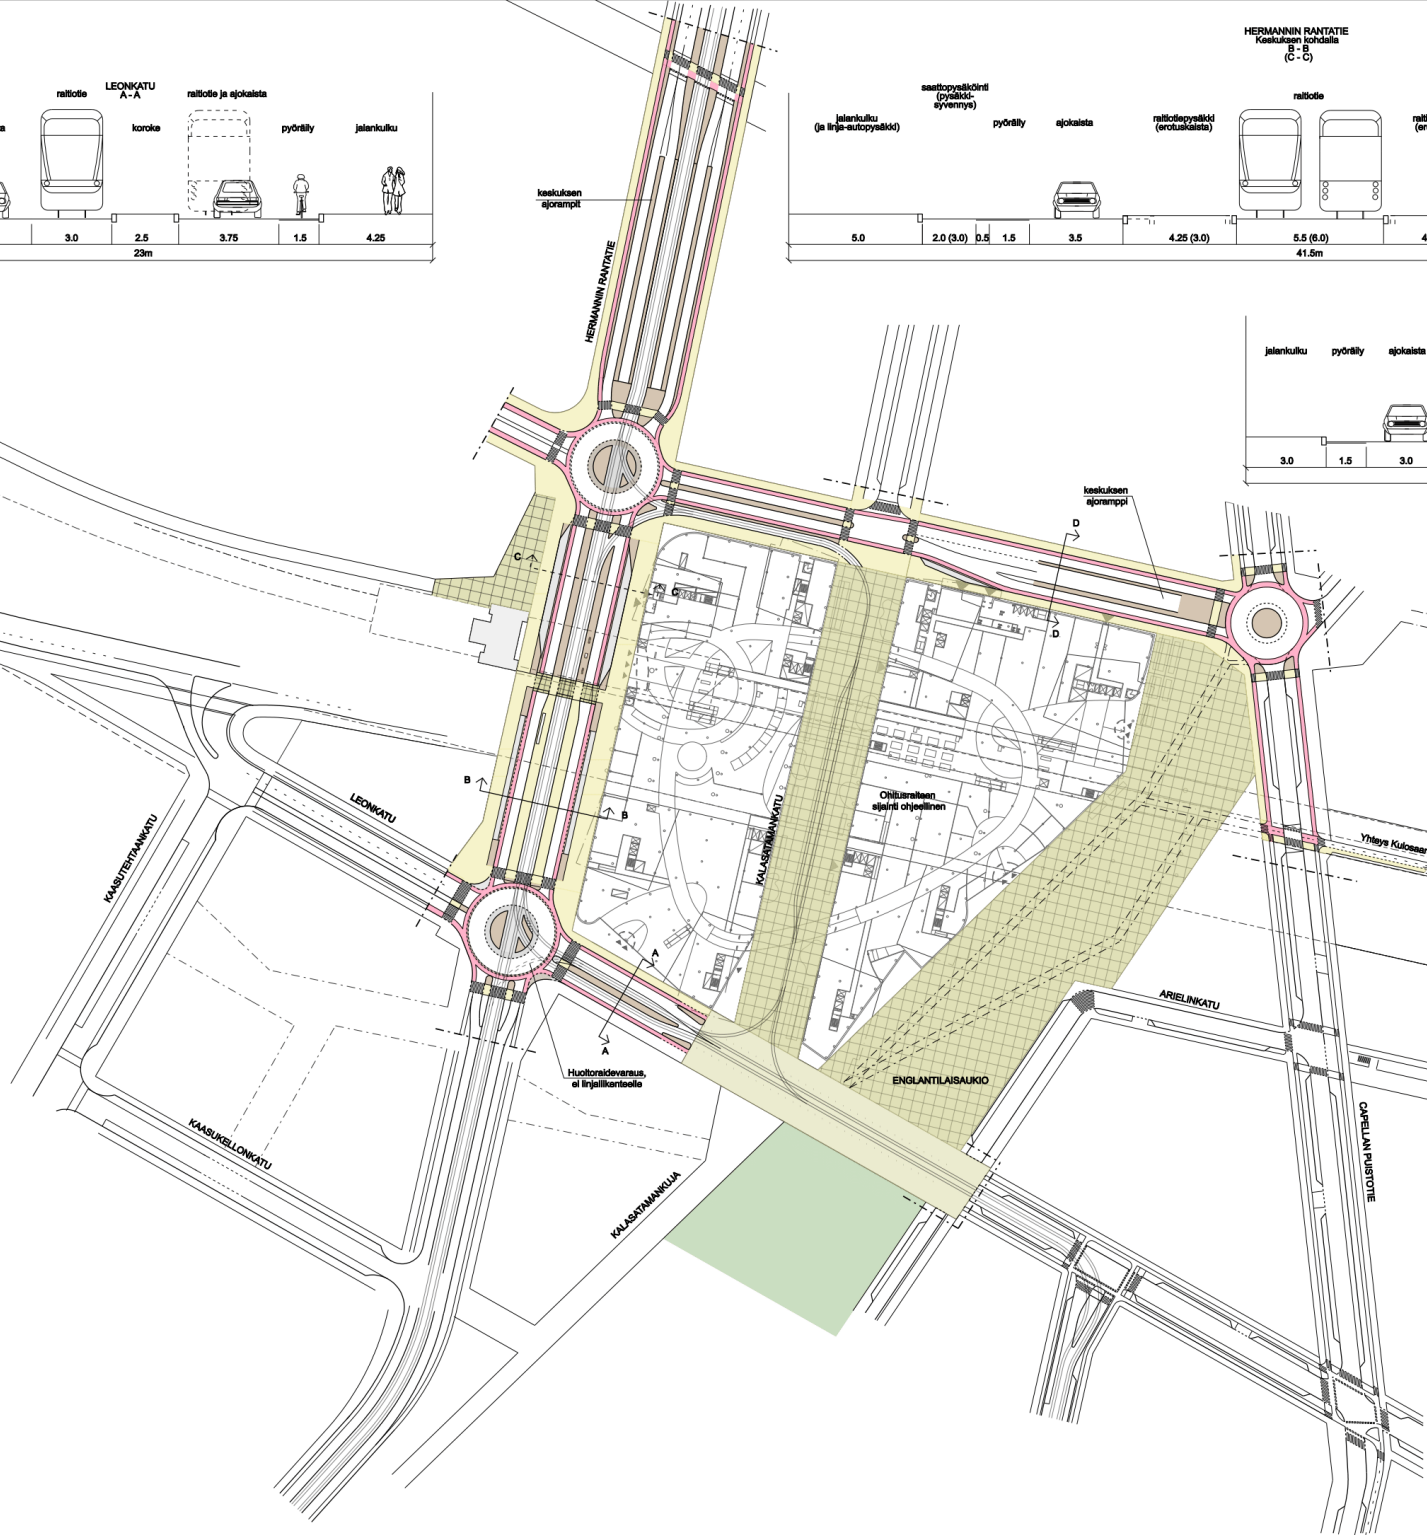 LEONKATU
A - A
raitiotie
raitiotie ja ajokaista
koroke
pyöräily
jalankulku
3.0
2.5
3.75
1.5
4.25
23m
HERMANNIN RANTATIE
Keskuksen kohdalla
B - B
(C - C)
saattopysäköinti
(pysäkki-
syvennys)
raitiotie
jalankulku
(ja linja-autopysäkki)
pyöräily
ajokaista
raitiotiepysäkki
(erotuskaista)
5.0
2.0 (3.0)
0.5
1.5
3.5
4.25 (3.0)
5.5 (6.0)
4
41.5m
jalankulku
pyöräily
ajokaista
3.0
1.5
3.0
keskuksen
ajorampit
HERMANNIN RANTATIE
keskuksen
ajoramppi
D
D
C
C
B
B
LEONKATU
KAASUTEHTAANKATU
Ohitusraiteen
sijainti ohjeellinen
KALASATAMANKATU
Yhteys Kulosaar
A
A
Huoltoraidevaraus,
ei linjaliikenteelle
ARIELINKATU
ENGLANTILAISAUKIO
KAASUKELLONKATU
KALASATAMANKUJA
CAPELLAN PUISTOTIE